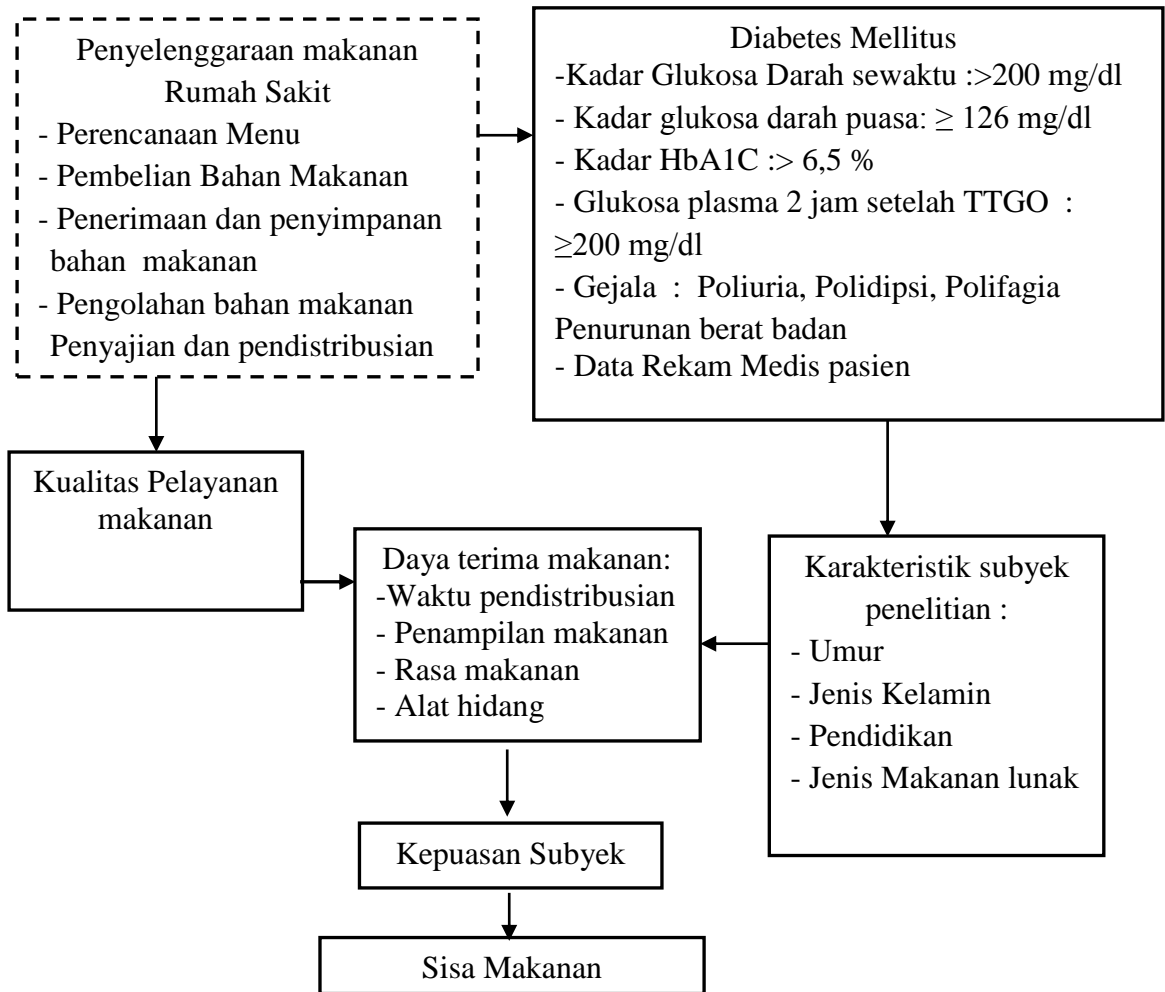 Penyelenggaraan makanan
Rumah Sakit
- Perencanaan Menu
- Pembelian Bahan Makanan
- Penerimaan dan penyimpanan
bahan makanan
- Pengolahan bahan makanan
Penyajian dan pendistribusian
Diabetes Mellitus
-Kadar Glukosa Darah sewaktu :>200 mg/dl
- Kadar glukosa darah puasa: ≥ 126 mg/dl
- Kadar HbA1C :> 6,5 %
- Glukosa plasma 2 jam setelah TTGO :
≥200 mg/dl
- Gejala : Poliuria, Polidipsi, Polifagia
Penurunan berat badan
- Data Rekam Medis pasien
Kualitas Pelayanan
makanan
Daya terima makanan:
-Waktu pendistribusian
- Penampilan makanan
- Rasa makanan
- Alat hidang
Karakteristik subyek
penelitian :
- Umur
- Jenis Kelamin
- Pendidikan
- Jenis Makanan lunak
Kepuasan Subyek
Sisa Makanan